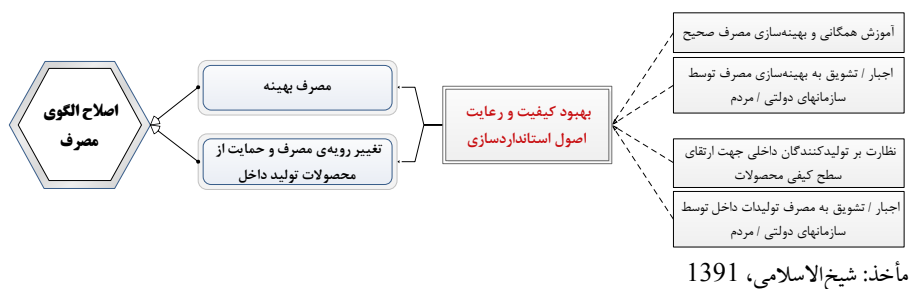 آموزش همگانی و بهینه‌سازی مصرف صحیح
اجبار / تشویق به بهینه‌سازی مصرف توسط
سازمانهای دولتی / مردم
نظارت بر تولیدکنندگان داخلی جهت ارتقای
سطح کیفی محصولات
اجبار / تشویق به مصرف تولیدات داخل توسط
سازمانهای دولتی / مردم
بهبود کیفیت و رعایت
اصول استانداردسازی
مصرف بهینه
تغییر رویه‌ی مصرف و حمایت از
محصولات تولید داخل
اصلاح الگوی
مصرف
مأخذ: شیخ‌الاسلامی، 1391